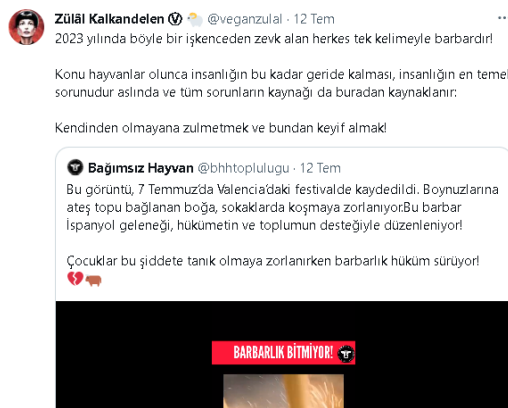 Zülâl Kalkandelen Ⓥ 🌤️ @veganzulal · 12 Tem
2023 yılında böyle bir işkenceden zevk alan herkes tek kelimeyle barbardır!
Konu hayvanlar olunca insanlığın bu kadar geride kalması, insanlığın en temel
sorunudur aslında ve tüm sorunların kaynağı da buradan kaynaklanır:
Kendinden olmayana zulmetmek ve bundan keyif almak!
Bağımsız Hayvan @bhhtoplulugu · 12 Tem
Bu görüntü, 7 Temmuz’da Valencia’daki festivalde kaydedildi. Boynuzlarına
ateş topu bağlanan boğa, sokaklarda koşmaya zorlanıyor.Bu barbar
İspanyol geleneği, hükümetin ve toplumun desteğiyle düzenleniyor!
Çocuklar bu şiddete tanık olmaya zorlanırken barbarlık hüküm sürüyor!
💔🐂
BARBARLIK BİTMİYOR!